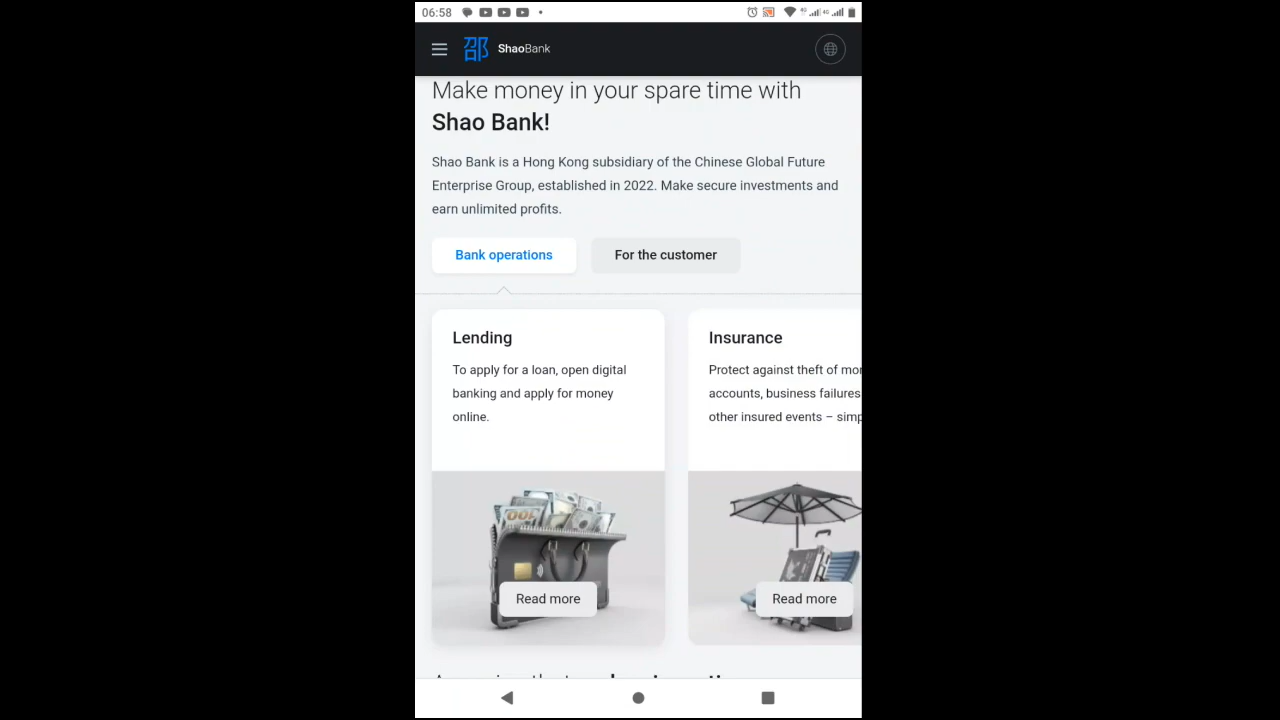 06:58
邵 ShaoBank
Make money in your spare time with
Shao Bank!
Shao Bank is a Hong Kong subsidiary of the Chinese Global Future
Enterprise Group, established in 2022. Make secure investments and
earn unlimited profits.
Bank operations
For the customer
Lending
To apply for a loan, open digital
banking and apply for money
online.
Read more
Insurance
Protect against theft of
accounts, business failures
other insured events –
Read more